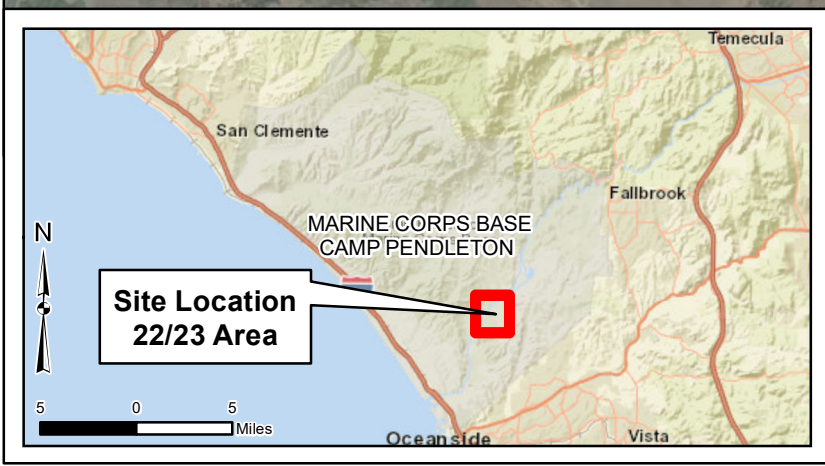 Temecula
San Clemente
Fallbrook
MARINE CORPS BASE
CAMP PENDLETON
N
Site Location
22/23 Area
5 0 5
Miles
Oceanside
Vista